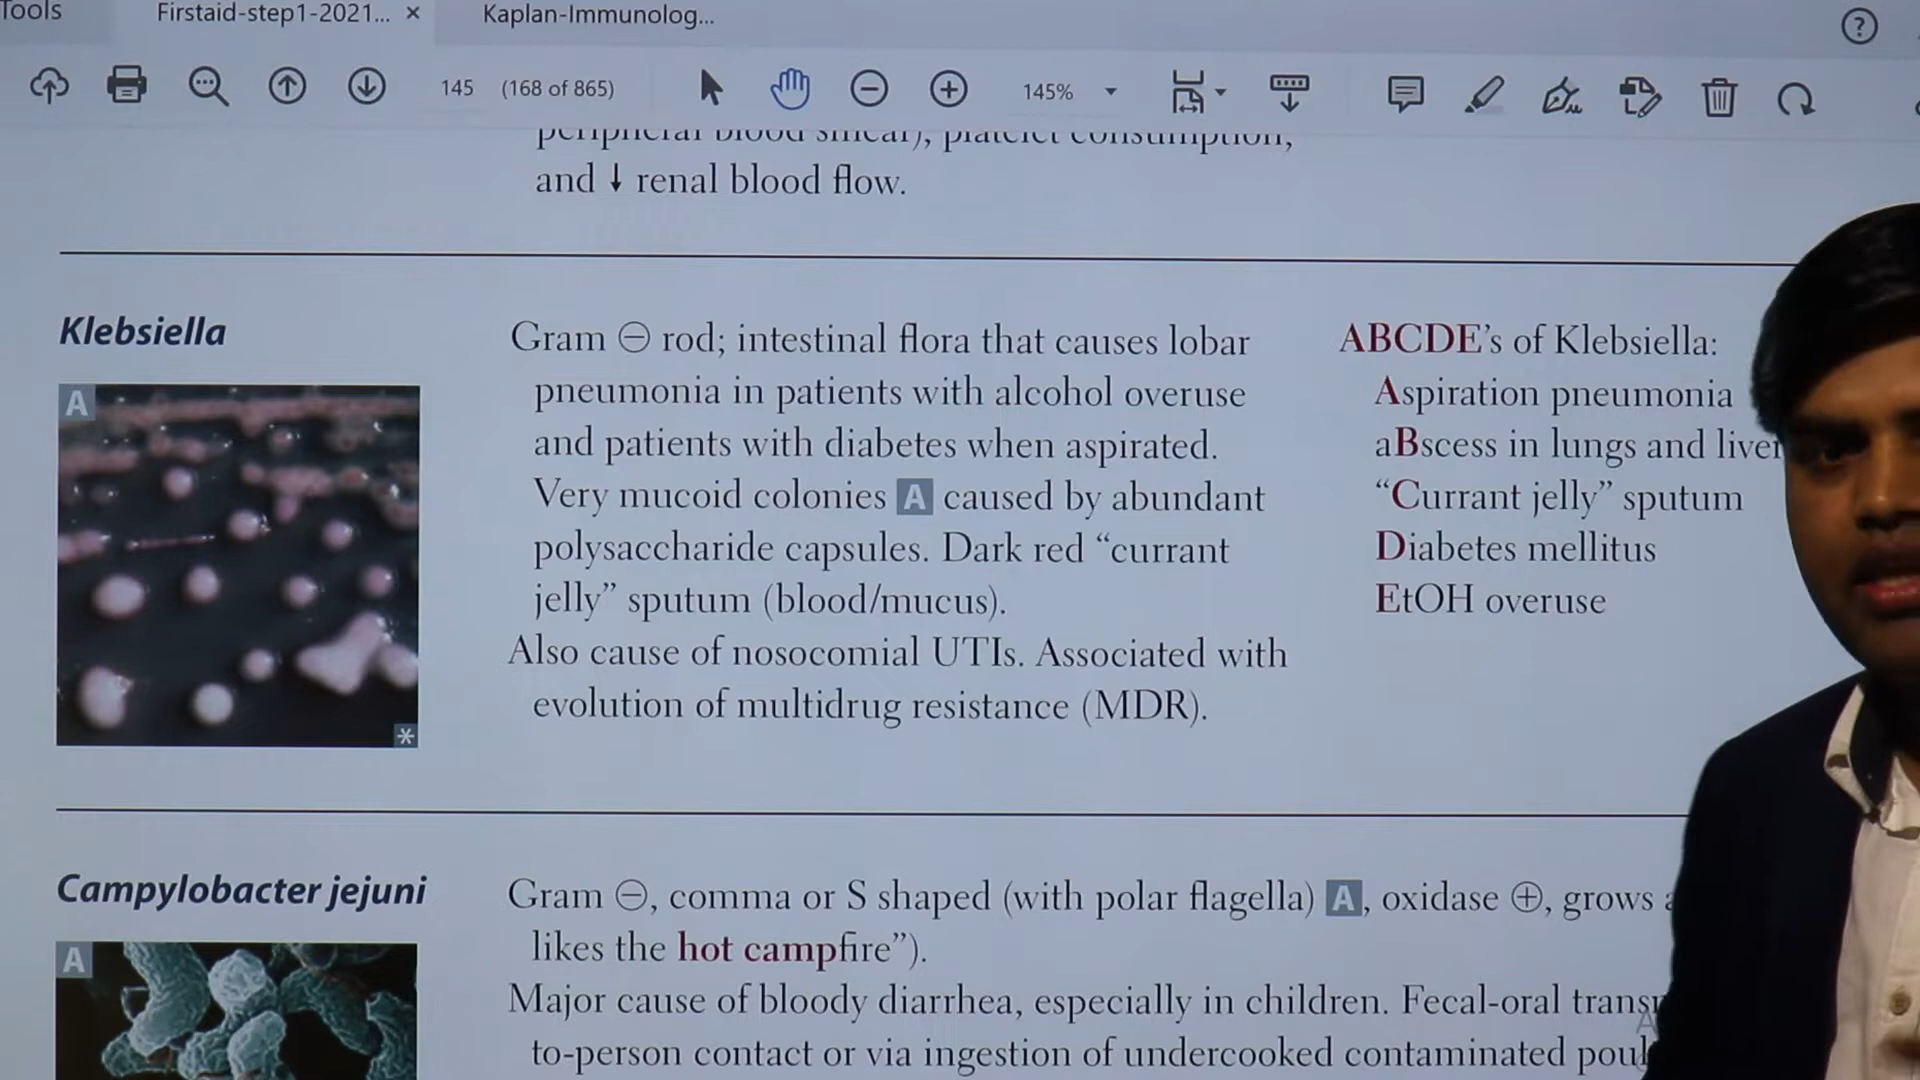 Tools
Firstaid-step1-2021... ×
Kaplan-Immunolog...
?
145 (168 of 865)
145%
peripheral blood smear), platelet consumption,
and ↓ renal blood flow.
Klebsiella
A
*
Gram ⊖ rod; intestinal flora that causes lobar
pneumonia in patients with alcohol overuse
and patients with diabetes when aspirated.
Very mucoid colonies A caused by abundant
polysaccharide capsules. Dark red “currant
jelly” sputum (blood/mucus).
Also cause of nosocomial UTIs. Associated with
evolution of multidrug resistance (MDR).
ABCDE’s of Klebsiella:
Aspiration pneumonia
aBscess in lungs and liver
“Currant jelly” sputum
Diabetes mellitus
EtOH overuse
Campylobacter jejuni
A
Gram ⊖, comma or S shaped (with polar flagella) A, oxidase ⊕, grows
likes the hot campfire”).
Major cause of bloody diarrhea, especially in children. Fecal-oral
to-person contact or via ingestion of undercooked contaminated